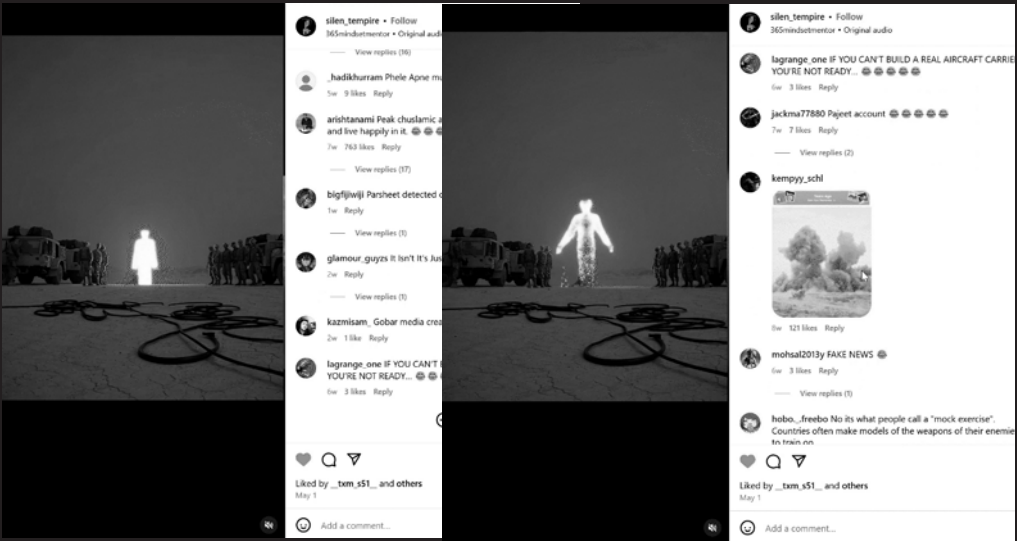 silen_tempire • Follow
365mindsetmentor • Original audio
View replies (16)
_hadikhurram Phele Apne mu
5w 9 likes Reply
arishtanami Peak chuslamic a
and live happily in it. 😂😂😂
7w 763 likes Reply
View replies (17)
bigfijiwiji Parsheet detected o
1w Reply
View replies (1)
glamour_guyzs It Isn't It's Jus
2w Reply
View replies (1)
kazmisam_ Gobar media crea
2w 1 like Reply
lagrange_one IF YOU CAN'T E
YOU'RE NOT READY... 😂😂
6w 3 likes Reply
Liked by __txm_s51__ and others
May 1
Add a comment...
silen_tempire • Follow
365mindsetmentor • Original audio
lagrange_one IF YOU CAN'T BUILD A REAL AIRCRAFT CARRIE
YOU'RE NOT READY... 😂😂😂😂😂
6w 3 likes Reply
jackma77880 Pajeet account 😂😂😂😂😂
7w 7 likes Reply
View replies (2)
kempyy_schl
8w 121 likes Reply
mohsal2013y FAKE NEWS 😂
6w 3 likes Reply
View replies (1)
hobo._.freebo No its what people call a "mock exercise".
Countries often make models of the weapons of their enemie
to train on
Liked by __txm_s51__ and others
May 1
Add a comment...